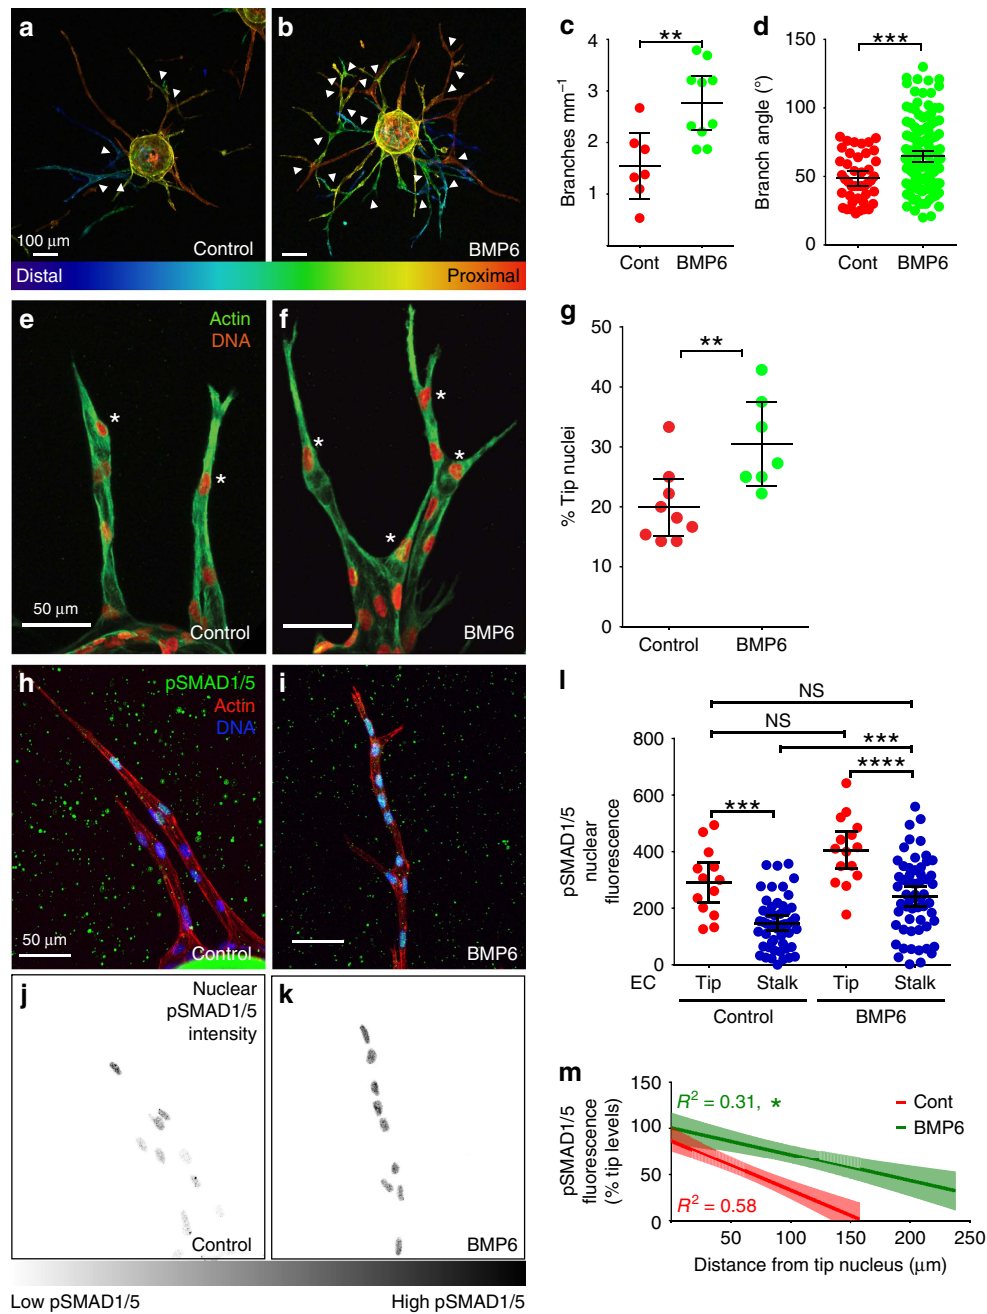 a
b
100 μm
Control
BMP6
Distal
Proximal
c
**
Branches mm⁻¹
4
3
2
1
Cont
BMP6
d
***
Branch angle (°)
150
100
50
0
Cont
BMP6
e
Actin
DNA
*
*
50 μm
Control
f
*
*
*
*
BMP6
g
**
% Tip nuclei
50
40
30
20
10
0
Control
BMP6
h
pSMAD1/5
Actin
DNA
50 μm
Control
i
BMP6
j
Nuclear
pSMAD1/5
intensity
Control
k
BMP6
Low pSMAD1/5
High pSMAD1/5
l
NS
NS
***
****
***
pSMAD1/5
nuclear
fluorescence
800
600
400
200
0
EC
Tip
Stalk
Tip
Stalk
Control
BMP6
m
pSMAD1/5
fluorescence
(% tip levels)
150
100
50
0
R² = 0.31, *
R² = 0.58
Cont
BMP6
50
100
150
200
250
Distance from tip nucleus (μm)